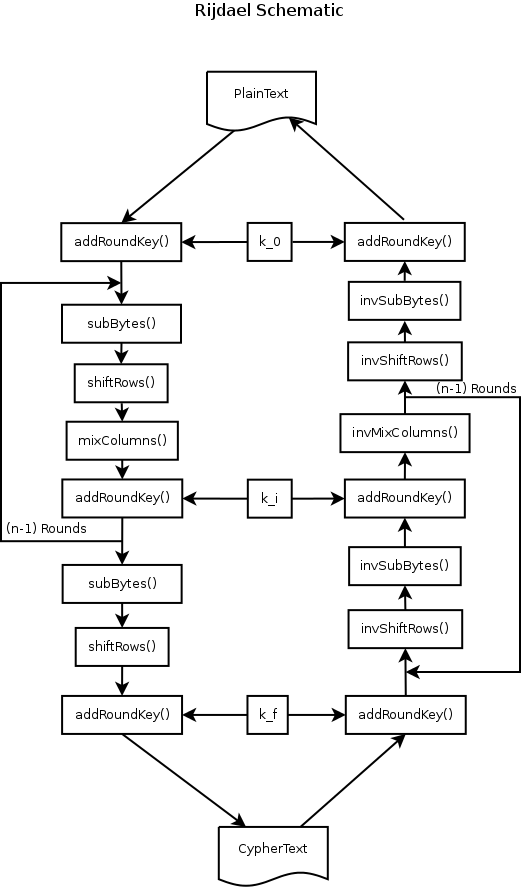 Rijdael Schematic
PlainText
addRoundKey()
k_0
addRoundKey()
subBytes()
invSubBytes()
shiftRows()
invShiftRows()
(n-1) Rounds
mixColumns()
invMixColumns()
addRoundKey()
k_i
addRoundKey()
(n-1) Rounds
subBytes()
invSubBytes()
shiftRows()
invShiftRows()
addRoundKey()
k_f
addRoundKey()
CypherText